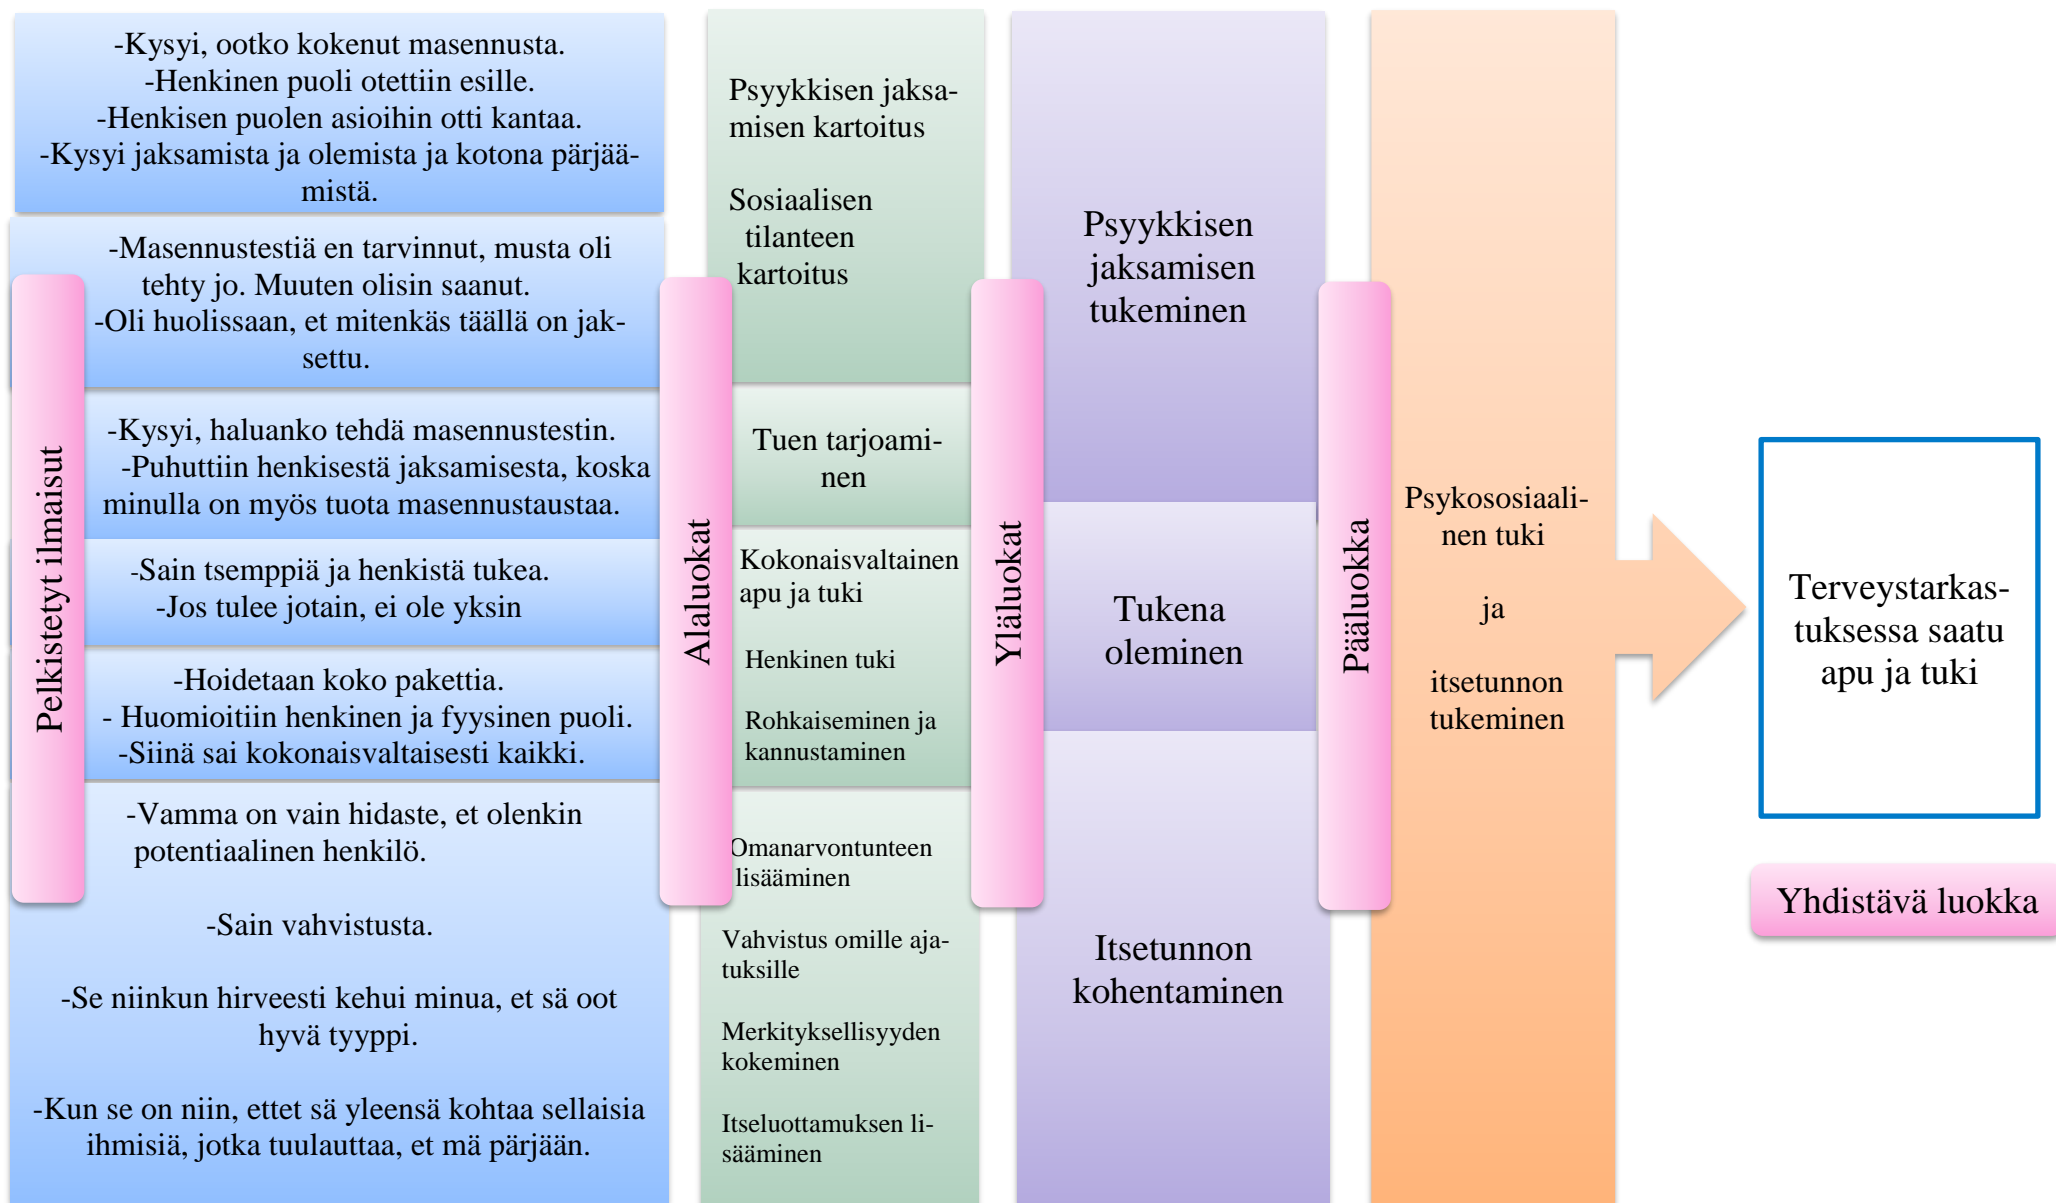 -Kysyi, ootko kokenut masennusta.
-Henkinen puoli otettiin esille.
-Henkisen puolen asioihin otti kantaa.
-Kysyi jaksamista ja olemista ja kotona pärjää-
mistä.
-Masennustestiä en tarvinnut, musta oli
tehty jo. Muuten olisin saanut.
-Oli huolissaan, et mitenkäs täällä on jak-
settu.
-Kysyi, haluanko tehdä masennustestin.
-Puhuttiin henkisestä jaksamisesta, koska
minulla on myös tuota masennustaustaa.
-Sain tsemppiä ja henkistä tukea.
-Jos tulee jotain, ei ole yksin
-Hoidetaan koko pakettia.
- Huomioitiin henkinen ja fyysinen puoli.
-Siinä sai kokonaisvaltaisesti kaikki.
-Vamma on vain hidaste, et olenkin
potentiaalinen henkilö.
-Sain vahvistusta.
-Se niinkun hirveesti kehui minua, et sä oot
hyvä tyyppi.
-Kun se on niin, ettet sä yleensä kohtaa sellaisia
ihmisiä, jotka tuulauttaa, et mä pärjään.
Pelkistetyt ilmaisut
Psyykkisen jaksa-
misen kartoitus
Sosiaalisen
tilanteen
kartoitus
Tuen tarjoami-
nen
Kokonaisvaltainen
apu ja tuki
Henkinen tuki
Rohkaiseminen ja
kannustaminen
Omanarvontunteen
lisääminen
Vahvistus omille aja-
tuksille
Merkityksellisyyden
kokeminen
Itseluottamuksen li-
sääminen
Alaluokat
Psyykkisen
jaksamisen
tukeminen
Tukena
oleminen
Itsetunnon
kohentaminen
Yläluokat
Psykososiaali-
nen tuki
ja
itsetunnon
tukeminen
Pääluokka
Terveystarkas-
tuksessa saatu
apu ja tuki
Yhdistävä luokka